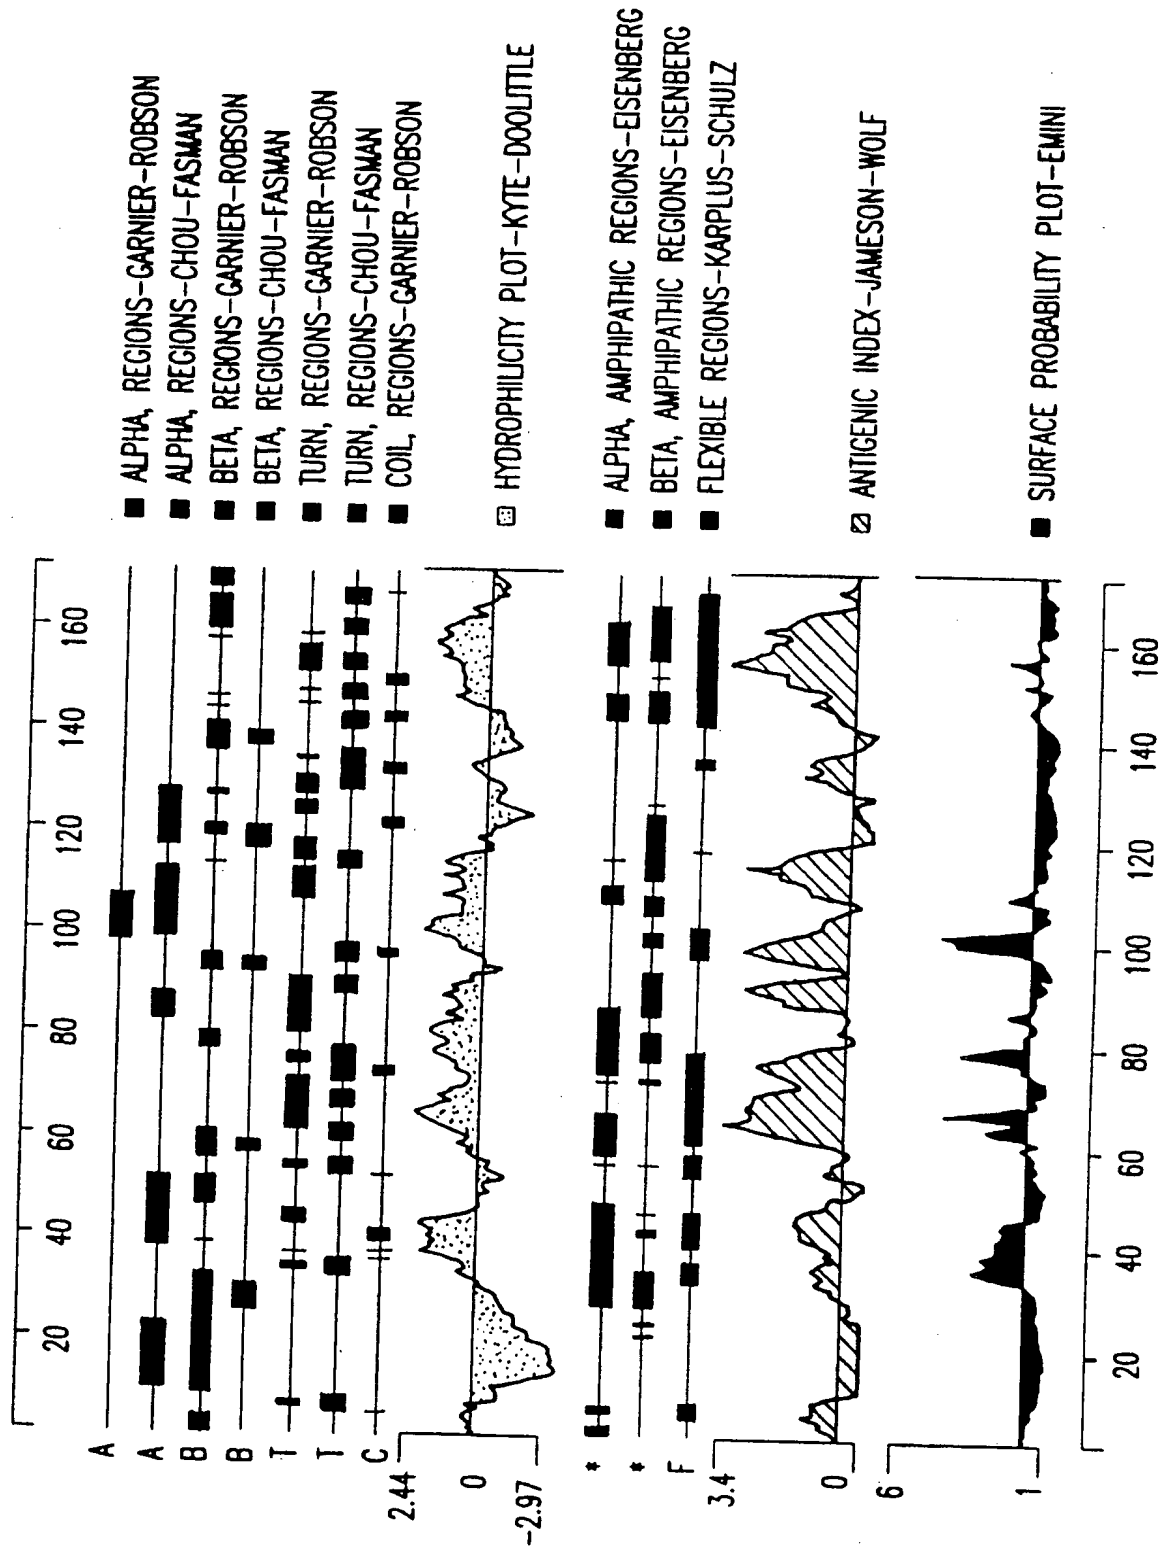 20 40 60 80 100 120 140 160
A ALPHA, REGIONS-GARNIER-ROBSON
A ALPHA, REGIONS-CHOU-FASMAN
B BETA, REGIONS-GARNIER-ROBSON
B BETA, REGIONS-CHOU-FASMAN
T TURN, REGIONS-GARNIER-ROBSON
T TURN, REGIONS-CHOU-FASMAN
C COIL, REGIONS-GARNIER-ROBSON
2.44
0 HYDROPHILICITY PLOT-KYTE-DOOLITTLE
-2.97
* ALPHA, AMPHIPATHIC REGIONS-EISENBERG
* BETA, AMPHIPATHIC REGIONS-EISENBERG
F FLEXIBLE REGIONS-KARPLUS-SCHULZ
3.4
0 ANTIGENIC INDEX-JAMESON-WOLF
6
1 SURFACE PROBABILITY PLOT-EMINI
20 40 60 80 100 120 140 160